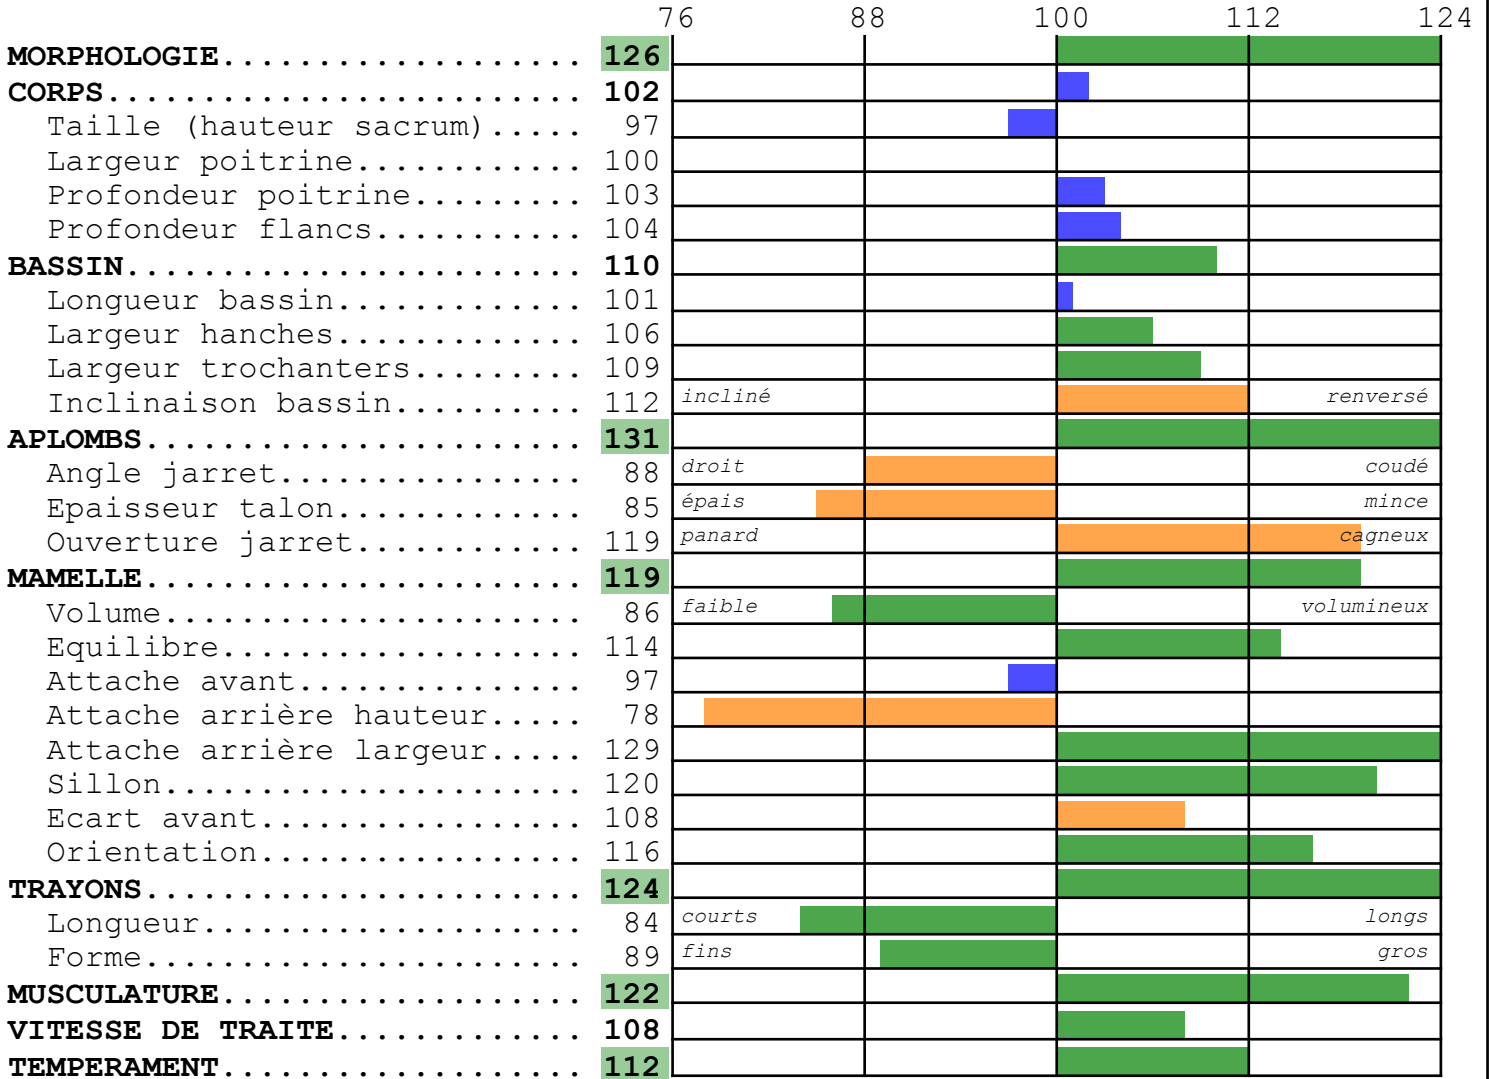 76 88 100 112 124
MORPHOLOGIE................... 126
CORPS......................... 102
Taille (hauteur sacrum)..... 97
Largeur poitrine............ 100
Profondeur poitrine......... 103
Profondeur flancs........... 104
BASSIN........................ 110
Longueur bassin............. 101
Largeur hanches............. 106
Largeur trochanters......... 109
Inclinaison bassin.......... 112 incliné renversé
APLOMBS....................... 131
Angle jarret................ 88 droit coudé
Epaisseur talon............. 85 épais mince
Ouverture jarret............ 119 panard cagneux
MAMELLE....................... 119
Volume...................... 86 faible volumineux
Equilibre................... 114
Attache avant............... 97
Attache arrière hauteur..... 78
Attache arrière largeur..... 129
Sillon...................... 120
Ecart avant................. 108
Orientation................. 116
TRAYONS....................... 124
Longueur.................... 84 courts longs
Forme....................... 89 fins gros
MUSCULATURE................... 122
VITESSE DE TRAITE............. 108
TEMPERAMENT................... 112